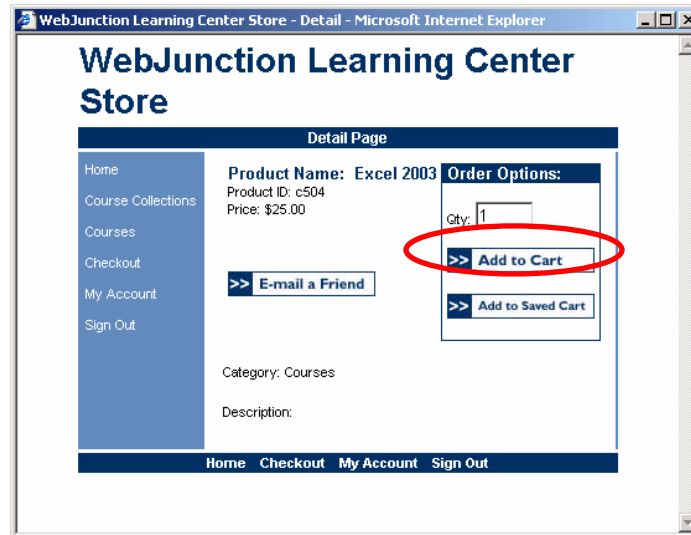 WebJunction Learning Center Store - Detail - Microsoft Internet Explorer
WebJunction Learning Center
Store
Detail Page
Home
Course Collections
Courses
Checkout
My Account
Sign Out
Product Name: Excel 2003
Product ID: c504
Price: $25.00
>> E-mail a Friend
Order Options:
Qty: 1
>> Add to Cart
>> Add to Saved Cart
Category: Courses
Description:
Home Checkout My Account Sign Out